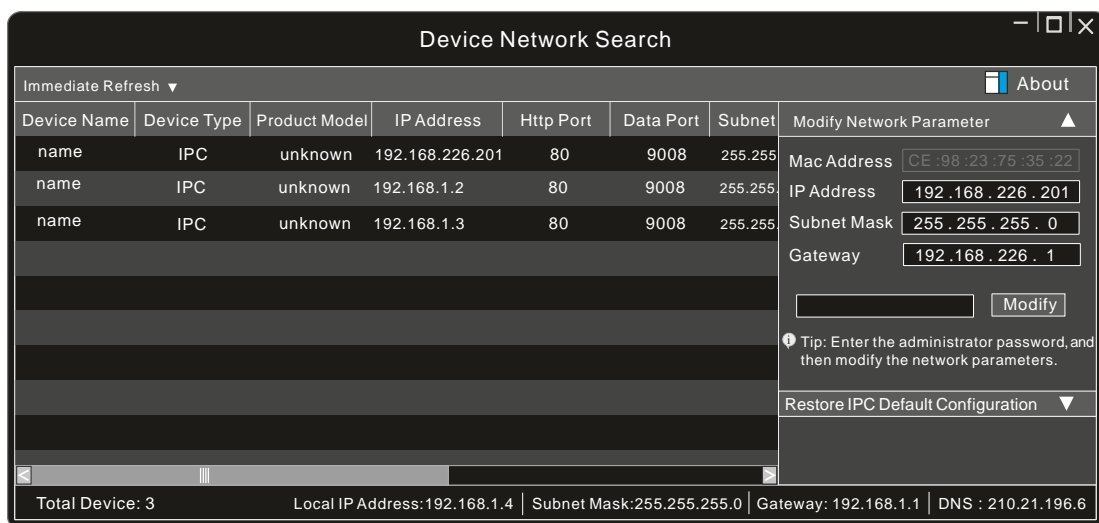 Device Network Search
Immediate Refresh ▼
About
Device Name Device Type Product Model IP Address Http Port Data Port Subnet
name IPC unknown 192.168.226.201 80 9008 255.255
name IPC unknown 192.168.1.2 80 9008 255.255.
name IPC unknown 192.168.1.3 80 9008 255.255.
Modify Network Parameter
Mac Address CE:98:23:75:35:22
IP Address 192.168.226.201
Subnet Mask 255.255.255.0
Gateway 192.168.226.1
Modify
Tip: Enter the administrator password, and
then modify the network parameters.
Restore IPC Default Configuration
Total Device: 3 Local IP Address:192.168.1.4 Subnet Mask:255.255.255.0 Gateway: 192.168.1.1 DNS : 210.21.196.6